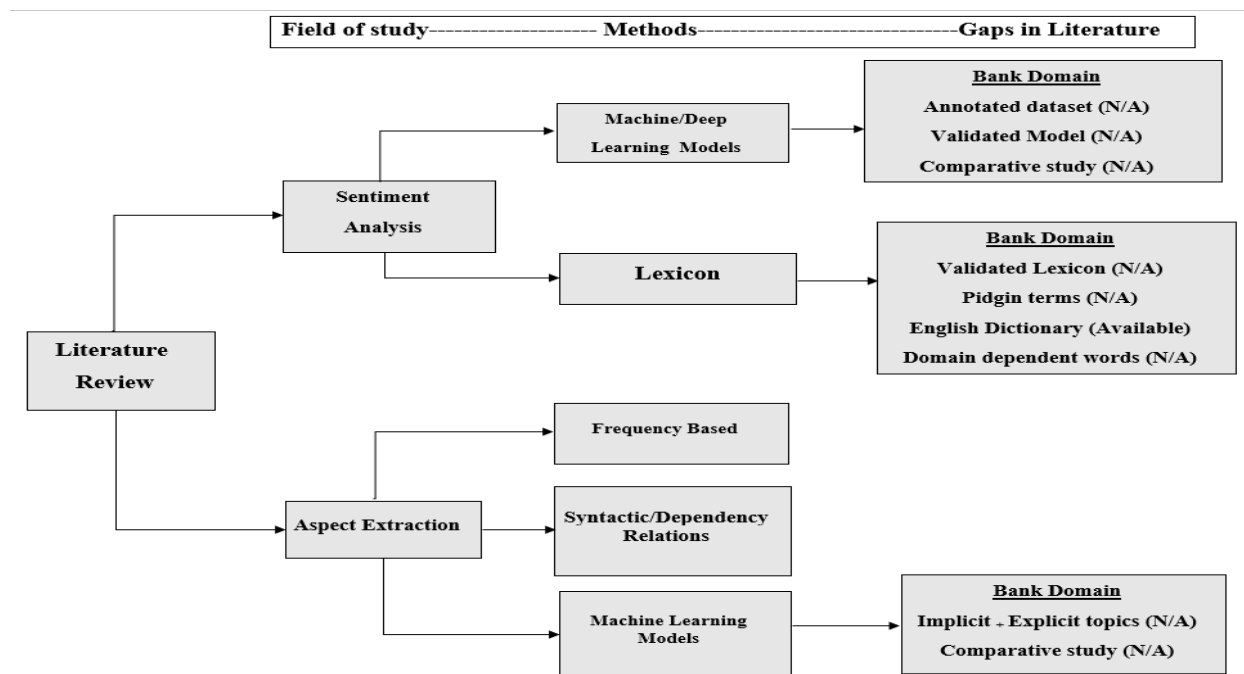 Field of study-------------------- Methods--------------------------------Gaps in Literature
Literature
Review
Sentiment
Analysis
Machine/Deep
Learning Models
Bank Domain
Annotated dataset (N/A)
Validated Model (N/A)
Comparative study (N/A)
Lexicon
Bank Domain
Validated Lexicon (N/A)
Pidgin terms (N/A)
English Dictionary (Available)
Domain dependent words (N/A)
Aspect Extraction
Frequency Based
Syntactic/Dependency
Relations
Machine Learning
Models
Bank Domain
Implicit + Explicit topics (N/A)
Comparative study (N/A)